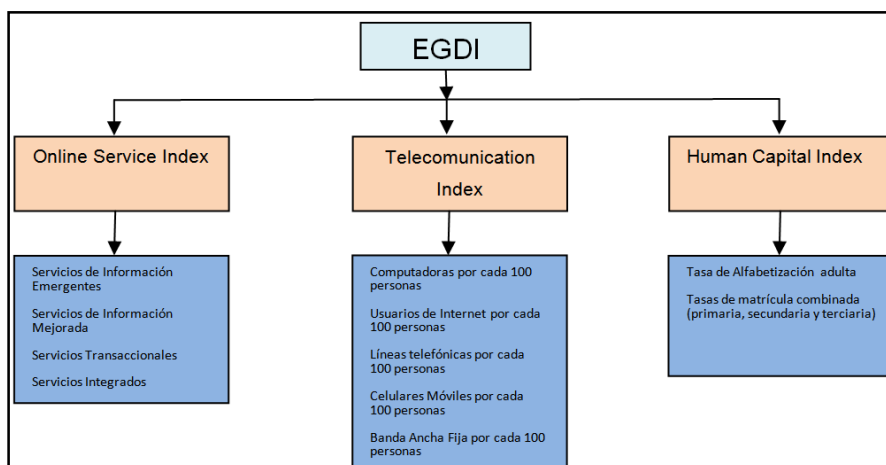 EGDI
Online Service Index
Telecomunication
Index
Human Capital Index
Servicios de Información
Emergentes
Servicios de Información
Mejorada
Servicios Transaccionales
Servicios Integrados
Computadoras por cada 100
personas
Usuarios de Internet por cada
100 personas
Líneas telefónicas por cada
100 personas
Celulares Móviles por cada
100 personas
Banda Ancha Fija por cada 100
personas
Tasa de Alfabetización adulta
Tasas de matrícula combinada
(primaria, secundaria y terciaria)